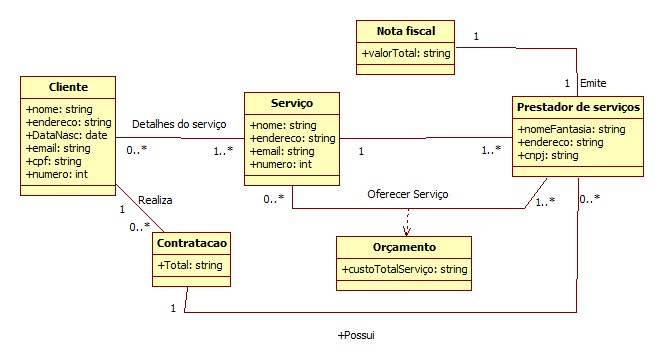 Nota fiscal
+valorTotal: string
1
1
Emite
Cliente
+nome: string
+endereco: string
+DataNasc: date
+email: string
+cpf: string
+numero: int
Detalhes do serviço
0..*
1..*
Serviço
+nome: string
+endereco: string
+email: string
+numero: int
1
1..*
Prestador de serviços
+nomeFantasia: string
+endereco: string
+cnpj: string
Oferecer Serviço
0..*
1..*
0..*
Realiza
1
0..*
Contratacao
+Total: string
Orçamento
+custoTotalServiço: string
1
+Possui